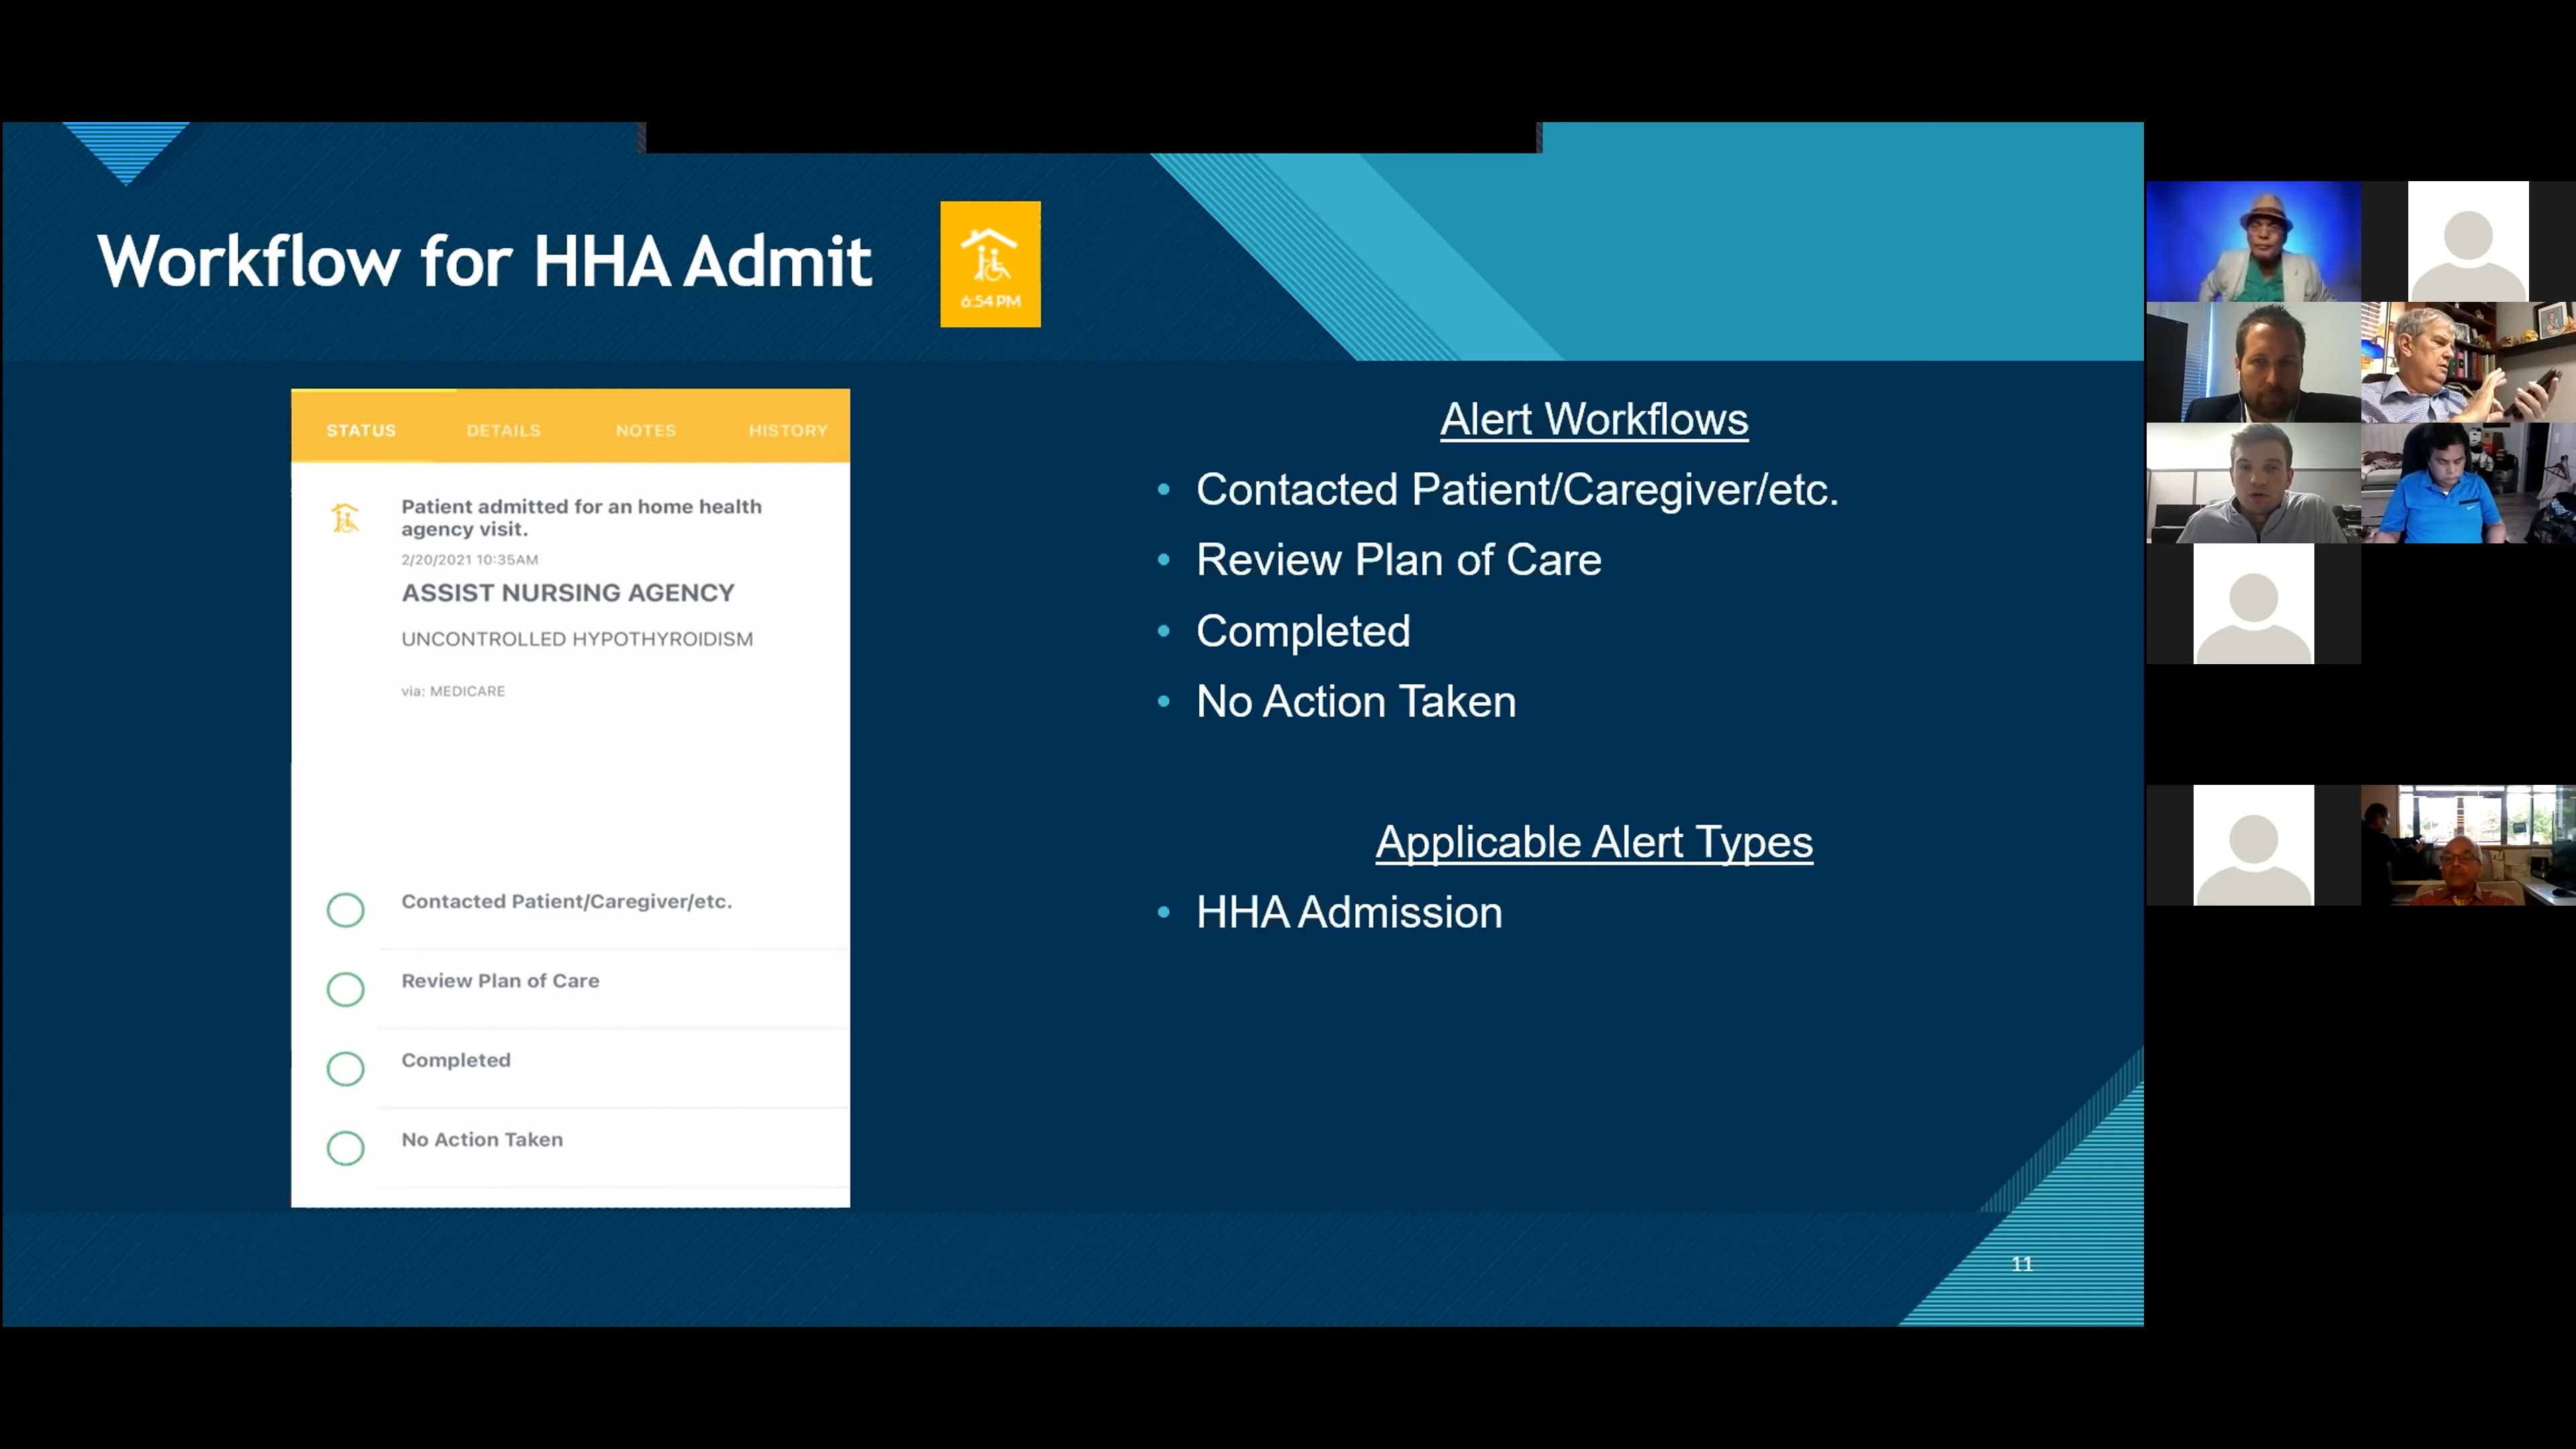 Workflow for HHA Admit
6:54 PM
STATUS DETAILS NOTES HISTORY
Patient admitted for an home health
agency visit.
2/20/2021 10:35AM
ASSIST NURSING AGENCY
UNCONTROLLED HYPOTHYROIDISM
via: MEDICARE
Contacted Patient/Caregiver/etc.
Review Plan of Care
Completed
No Action Taken
Alert Workflows
• Contacted Patient/Caregiver/etc.
• Review Plan of Care
• Completed
• No Action Taken
Applicable Alert Types
• HHA Admission
11